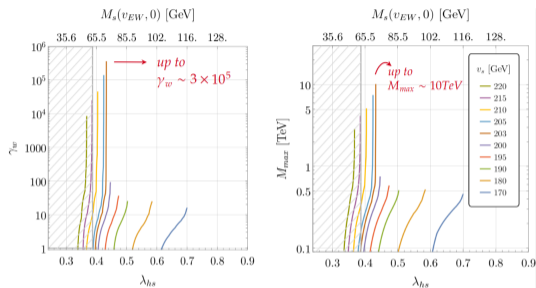 M_s(v_EW, 0) [GeV]
35.6 65.5 85.5 102. 116. 128.
10^6
10^5
10^4
1000
100
10
1
γ_w
up to
γ_w ∼ 3 × 10^5
0.3 0.4 0.5 0.6 0.7 0.8 0.9
λ_hs
M_s(v_EW, 0) [GeV]
35.6 65.5 85.5 102. 116. 128.
10
5
1
0.5
0.1
M_max [TeV]
up to
M_max ∼ 10TeV
v_s [GeV]
220
215
210
205
203
200
195
190
180
170
0.3 0.4 0.5 0.6 0.7 0.8 0.9
λ_hs